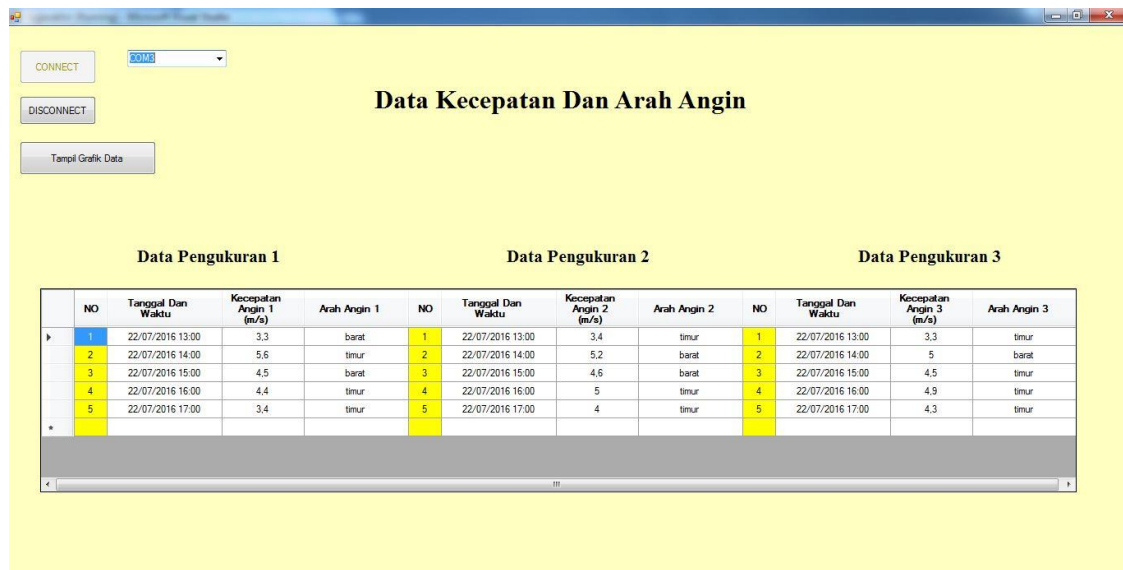 Microsoft Visual Studio
CONNECT
COM3
DISCONNECT
Data Kecepatan Dan Arah Angin
Tampil Grafik Data
Data Pengukuran 1 Data Pengukuran 2 Data Pengukuran 3
NO Tanggal Dan Waktu Kecepatan Angin 1 (m/s) Arah Angin 1 NO Tanggal Dan Waktu Kecepatan Angin 2 (m/s) Arah Angin 2 NO Tanggal Dan Waktu Kecepatan Angin 3 (m/s) Arah Angin 3
1 22/07/2016 13:00 3,3 barat 1 22/07/2016 13:00 3,4 timur 1 22/07/2016 13:00 3,3 timur
2 22/07/2016 14:00 5,6 timur 2 22/07/2016 14:00 5,2 barat 2 22/07/2016 14:00 5 barat
3 22/07/2016 15:00 4,5 barat 3 22/07/2016 15:00 4,6 barat 3 22/07/2016 15:00 4,5 timur
4 22/07/2016 16:00 4,4 timur 4 22/07/2016 16:00 5 timur 4 22/07/2016 16:00 4,9 timur
5 22/07/2016 17:00 3,4 timur 5 22/07/2016 17:00 4 timur 5 22/07/2016 17:00 4,3 timur